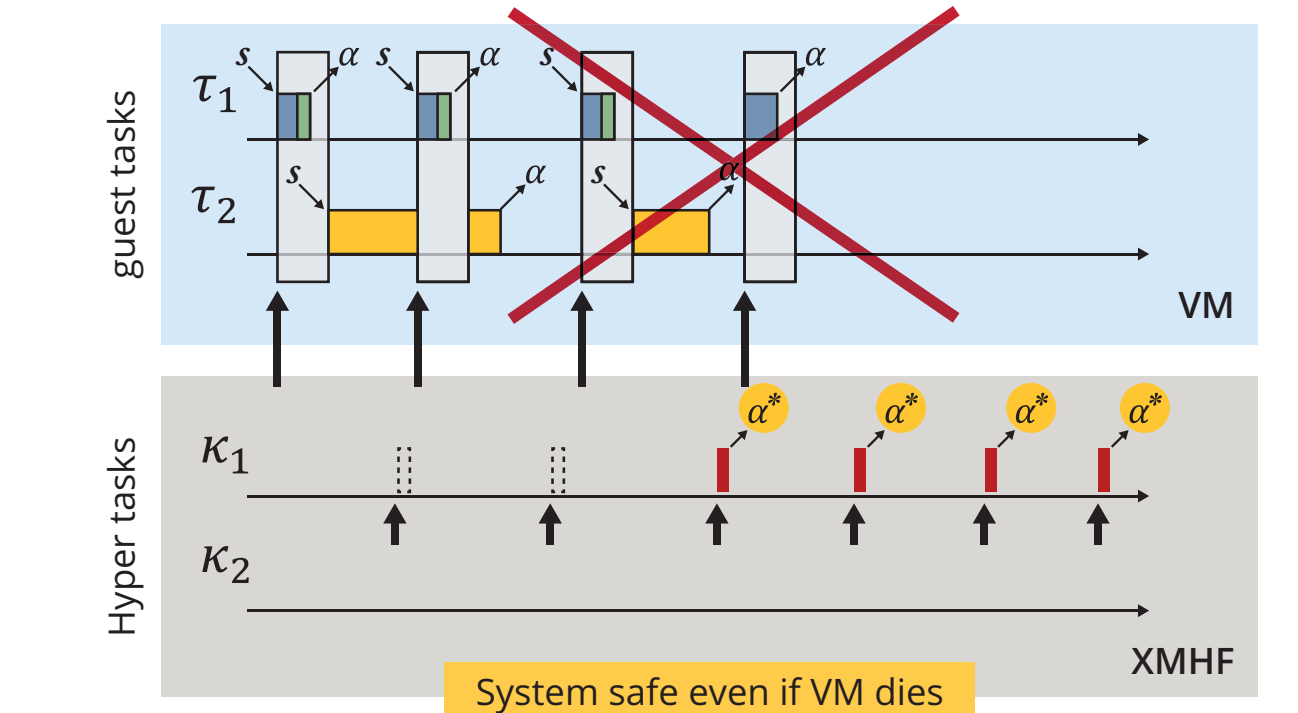 guest tasks
τ₁
s α s α s α
τ₂
s α s α
VM
Hyper tasks
κ₁
α* α* α* α*
κ₂
XMHF
System safe even if VM dies